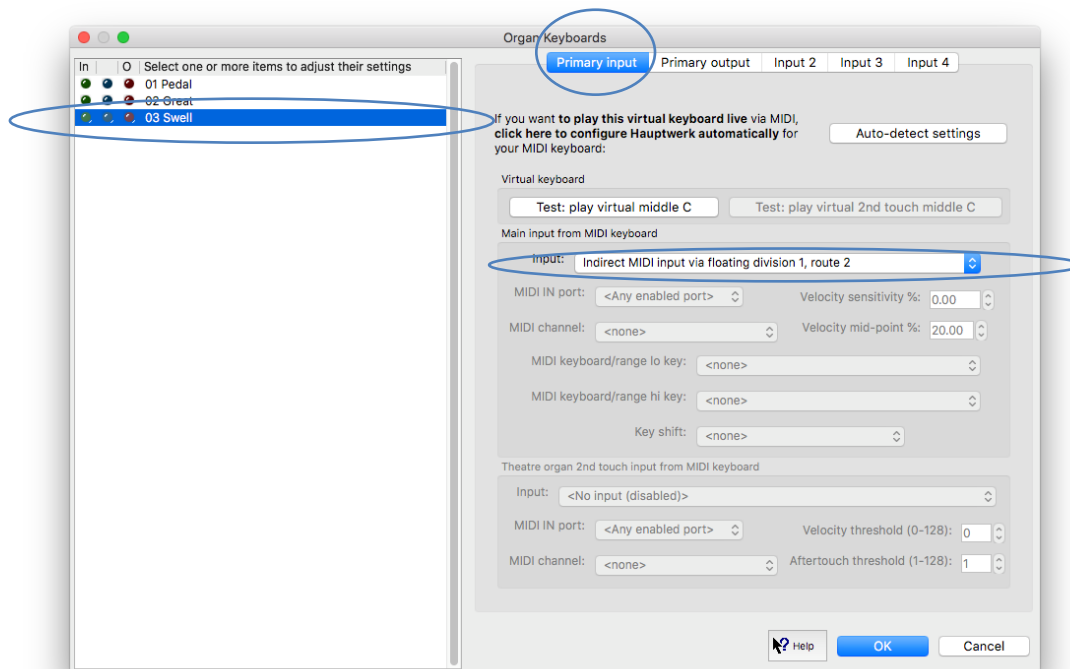 Organ Keyboards
In O Select one or more items to adjust their settings
01 Pedal
02 Great
03 Swell
Primary input Primary output Input 2 Input 3 Input 4
If you want to play this virtual keyboard live via MIDI,
click here to configure Hauptwerk automatically for
your MIDI keyboard:
Auto-detect settings
Virtual keyboard
Test: play virtual middle C Test: play virtual 2nd touch middle C
Main input from MIDI keyboard
Input: Indirect MIDI input via floating division 1, route 2
MIDI IN port: <Any enabled port> Velocity sensitivity %: 0.00
MIDI channel: <none> Velocity mid-point %: 20.00
MIDI keyboard/range lo key: <none>
MIDI keyboard/range hi key: <none>
Key shift: <none>
Theatre organ 2nd touch input from MIDI keyboard
Input: <No input (disabled)>
MIDI IN port: <Any enabled port> Velocity threshold (0-128): 0
MIDI channel: <none> Aftertouch threshold (1-128): 1
? Help OK Cancel